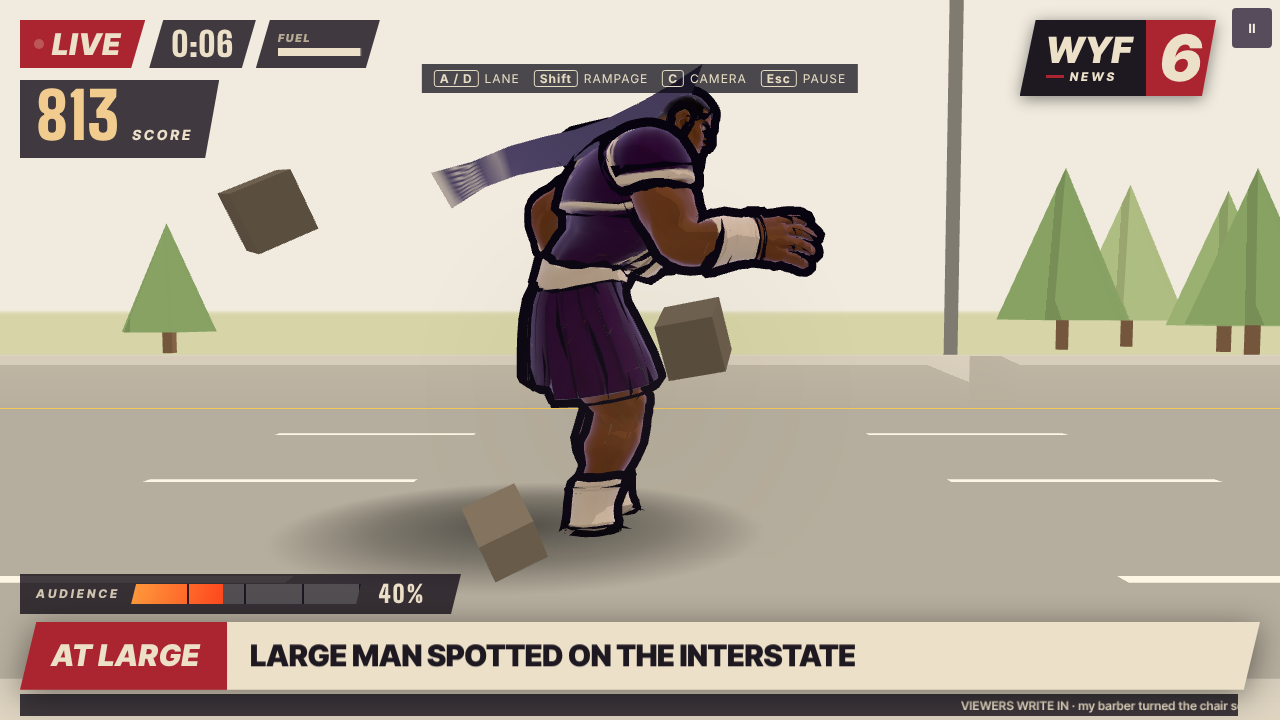 LIVE
0:06
FUEL
813 SCORE
A / D LANE Shift RAMPAGE C CAMERA Esc PAUSE
WYF NEWS 6
AUDIENCE 40%
AT LARGE LARGE MAN SPOTTED ON THE INTERSTATE
VIEWERS WRITE IN · my barber turned the chair